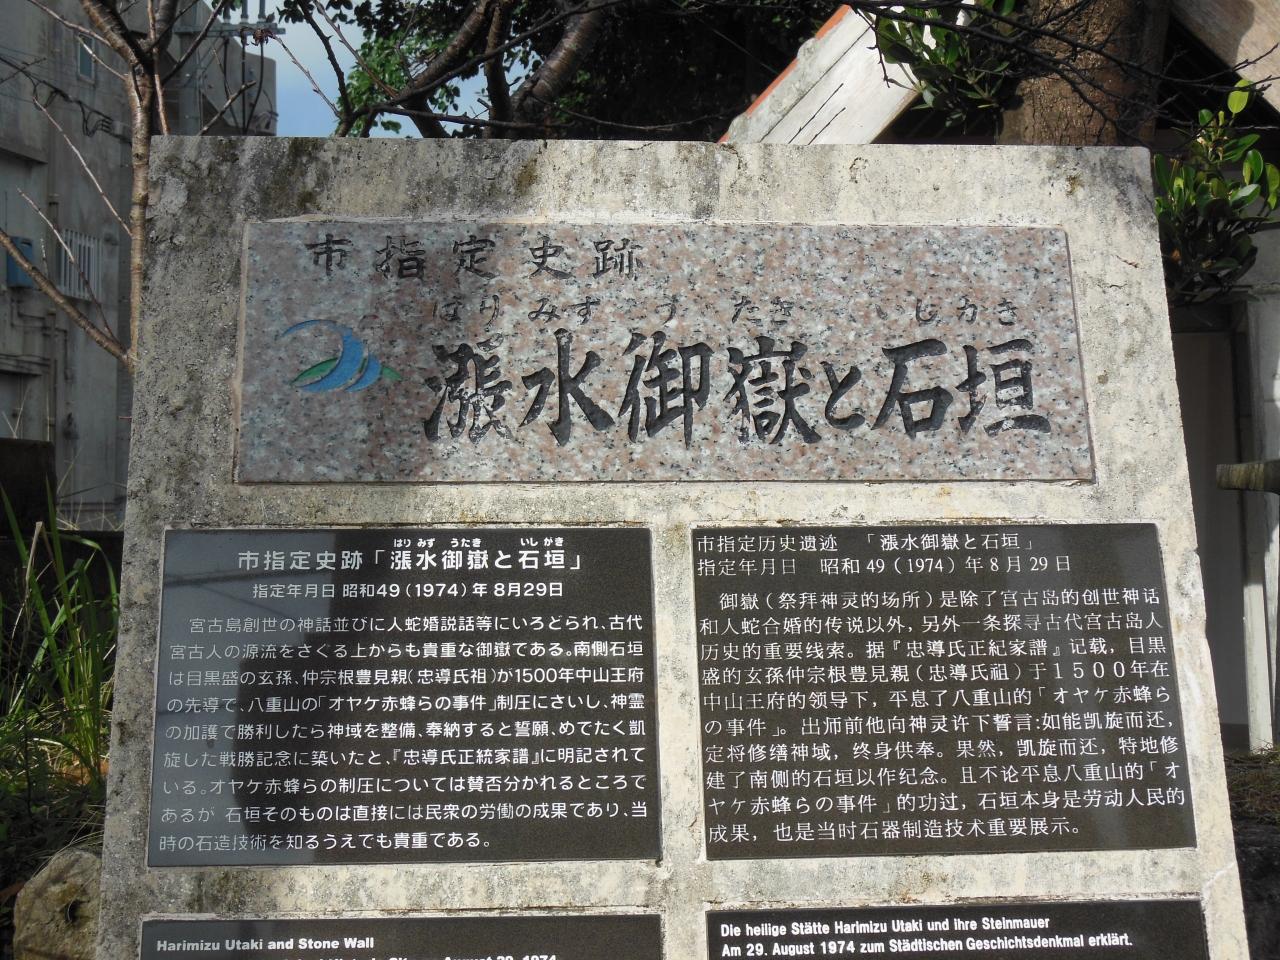 市指定史跡
はりみずうたき いしがき
漲水御嶽と石垣
はりみず うたき いしがき
市指定史跡「漲水御嶽と石垣」
指定年月日 昭和49(1974)年8月29日
宮古島創世の神話並びに人蛇婚説話等にいろどられ、古代
宮古人の源流をさぐる上からも貴重な御嶽である。南側石垣
は目黒盛の玄孫、仲宗根豊見親(忠導氏祖)が1500年中山王府
の先導で、八重山の「オヤケ赤蜂らの事件」制圧にさいし、神霊
の加護で勝利したら神域を整備、奉納すると誓願、めでたく凱
旋した戦勝記念に築いたと、『忠導氏正統家譜』に明記されて
いる。オヤケ赤蜂らの制圧については賛否分かれるところで
あるが 石垣そのものは直接には民衆の労働の成果であり、当
時の石造技術を知るうえでも貴重である。
市指定历史遗迹 「漲水御嶽と石垣」
指定年月日 昭和49(1974)年8月29日
御嶽(祭拜神灵的场所)是除了宫古岛的创世神话
和人蛇合婚的传说以外,另外一条探寻古代宫古岛人
历史的重要线索。据『忠導氏正紀家譜』记载,目黒
盛的玄孫仲宗根豊見親(忠導氏祖)于1500年在
中山王府的领导下,平息了八重山的「オヤケ赤蜂ら
の事件」。出师前他向神灵许下誓言:如能凯旋而还,
定将修缮神域,终身供奉。果然,凯旋而还,特地修
建了南侧的石垣以作纪念。且不论平息八重山的「オ
ヤケ赤蜂らの事件」的功过,石垣本身是劳动人民的
成果,也是当时石器制造技术重要展示。
Harimizu Utaki and Stone Wall
Die heilige Stätte Harimizu Utaki und ihre Steinmauer
Am 29. August 1974 zum Städtischen Geschichtsdenkmal erklärt.